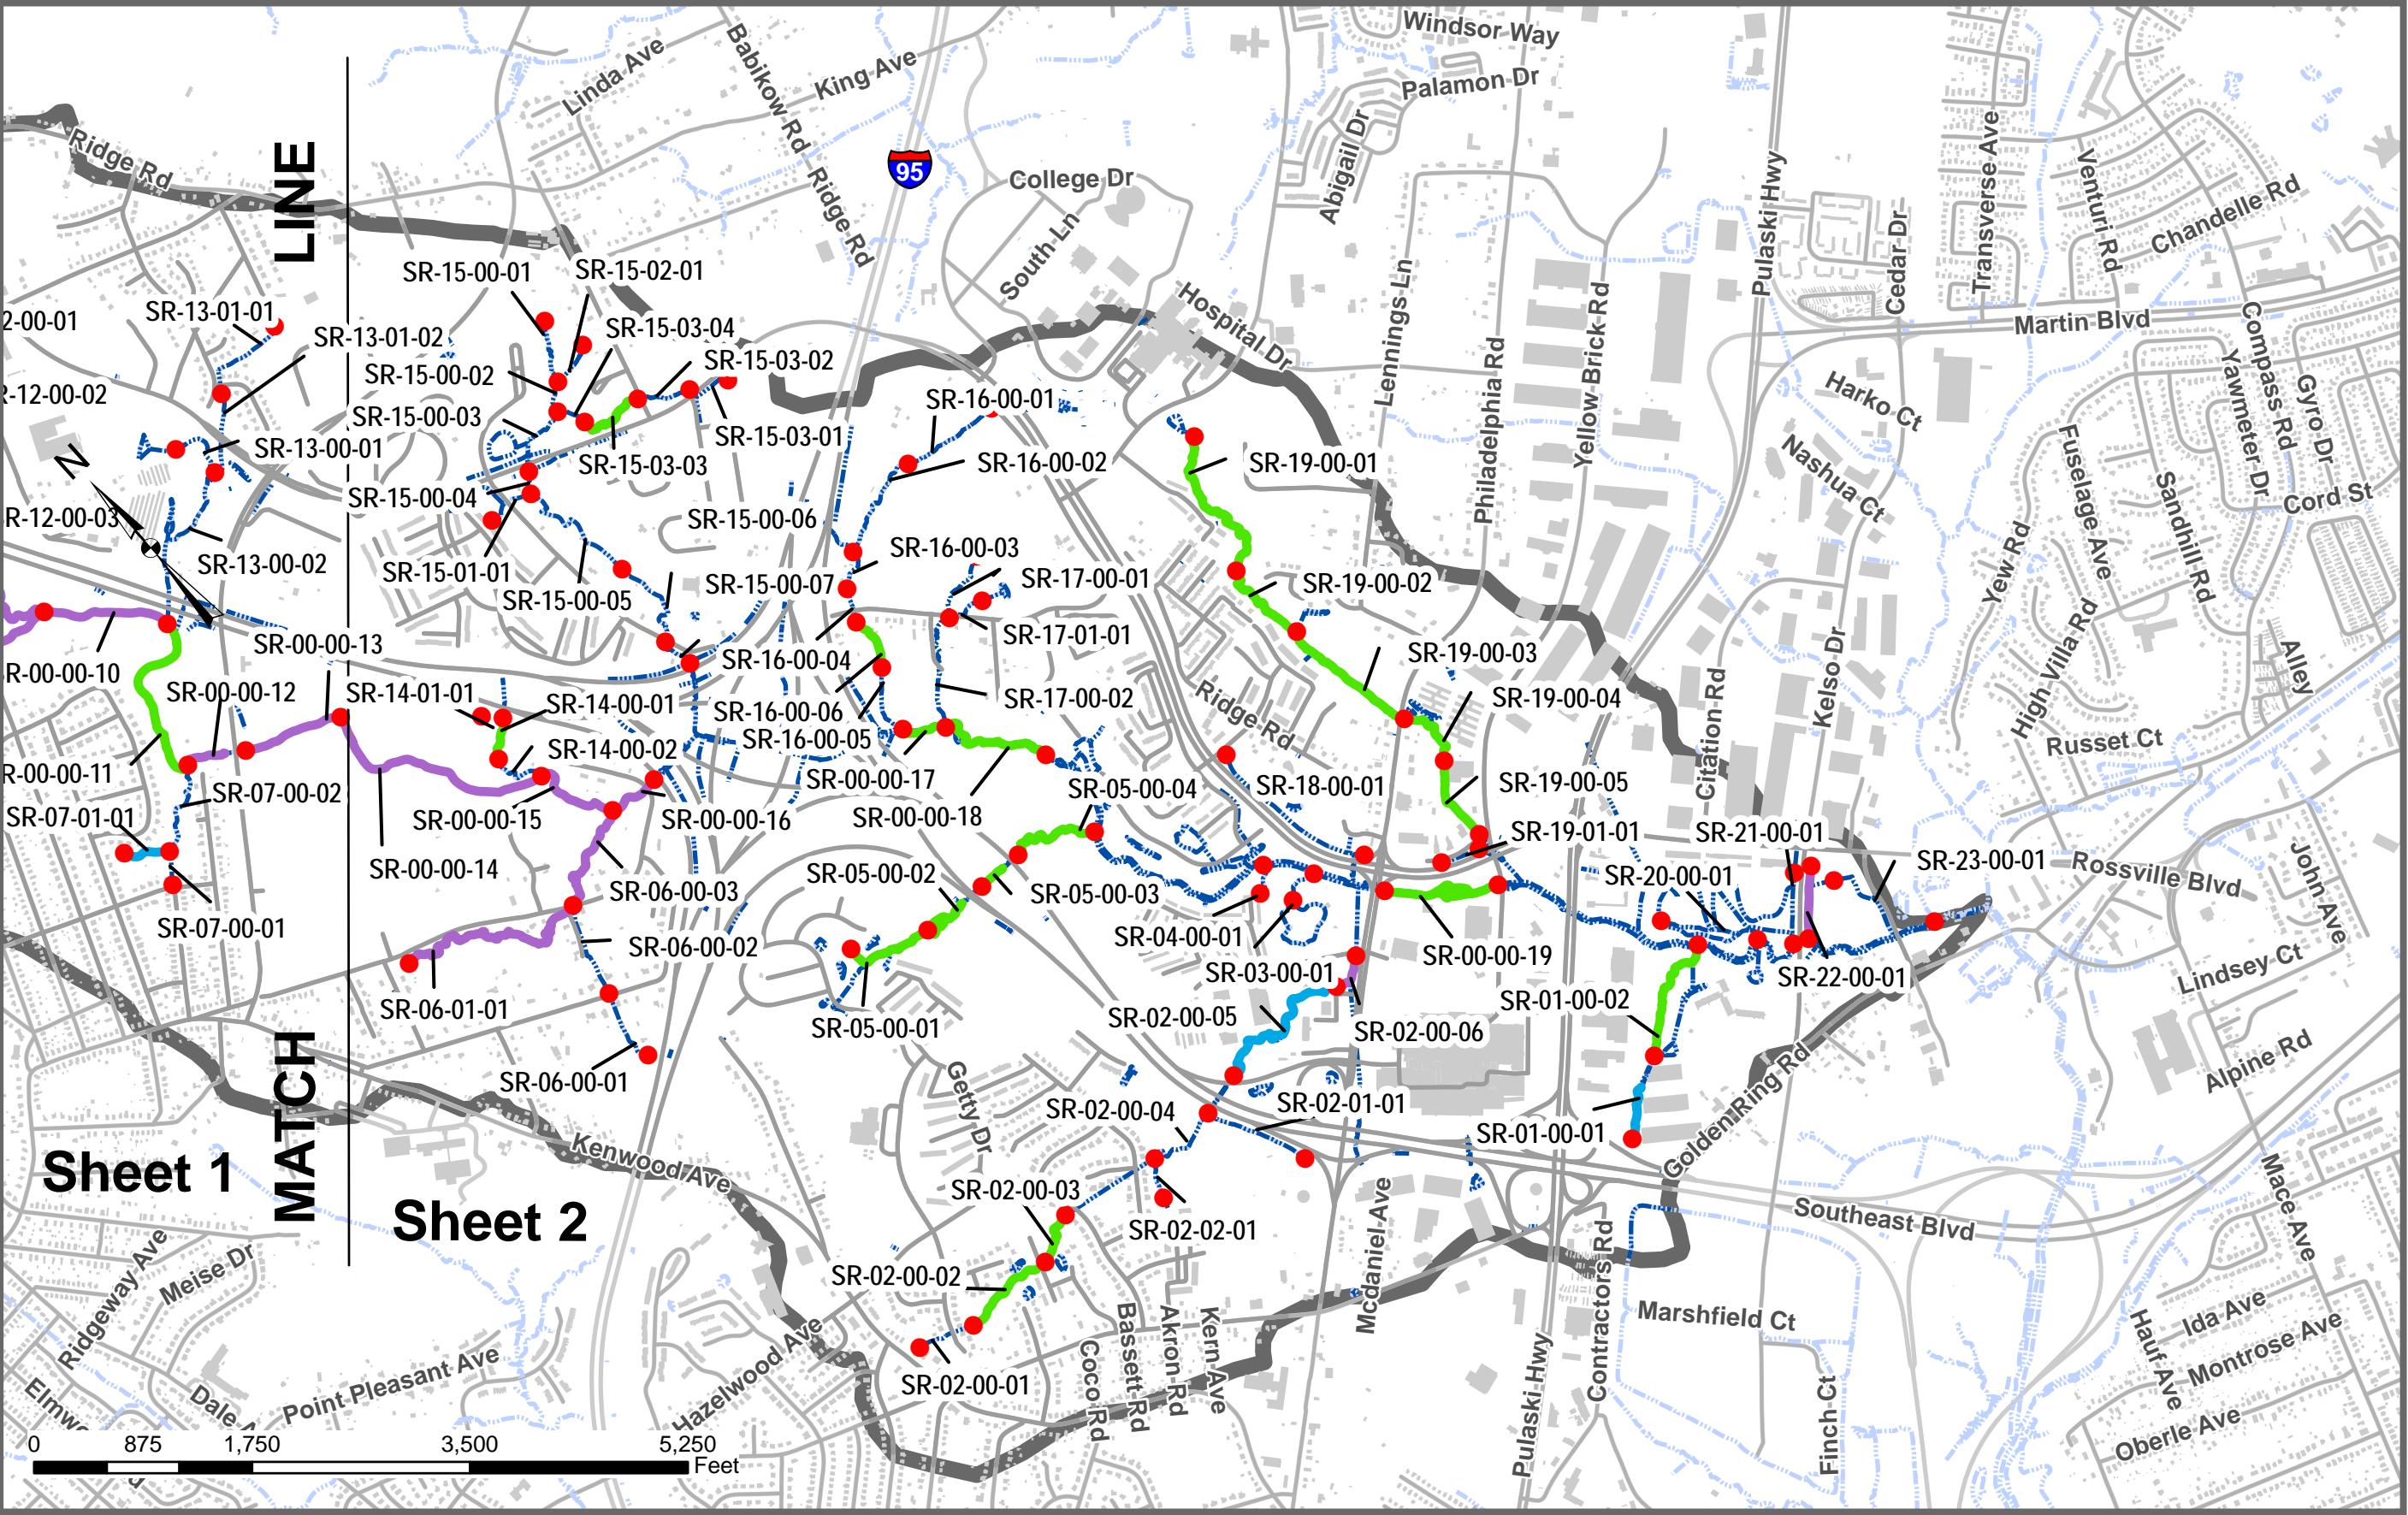 Windsor Way
Palamon Dr
Linda Ave
Babikow Rd
King Ave
Ridge Rd
95
College Dr
South Ln
Abigail Dr
Hospital Dr
Lennings Ln
Philadelphia Rd
Yellow Brick Rd
Pulaski Hwy
Cedar Dr
Transverse Ave
Venturi Rd
Chandelle Rd
Martin Blvd
Compass Rd
Yawmeter Dr
Gyro Dr
Cord St
Harko Ct
Nashua Ct
Fuselage Ave
Sandhill Rd
Yew Rd
High Villa Rd
Alley
Russet Ct
Citation Rd
Kelso Dr
Ridge Rd
LINE
Ridge Rd
SR-15-00-01
SR-15-02-01
SR-13-01-01
2-00-01
SR-13-01-02
SR-15-03-04
SR-15-03-02
SR-15-00-02
R-12-00-02
SR-15-00-03
SR-16-00-01
SR-15-03-01
SR-13-00-01
SR-15-03-03
SR-16-00-02
SR-19-00-01
N
SR-15-00-04
R-12-00-03
SR-15-00-06
SR-16-00-03
SR-13-00-02
SR-15-01-01
SR-15-00-07
SR-17-00-01
SR-19-00-02
SR-15-00-05
SR-17-01-01
SR-00-00-13
SR-16-00-04
SR-19-00-03
SR-00-00-10
SR-00-00-12
SR-14-01-01
SR-14-00-01
SR-16-00-06
SR-17-00-02
SR-19-00-04
SR-14-00-02
SR-16-00-05
R-00-00-11
SR-00-00-17
SR-05-00-04
SR-18-00-01
SR-19-00-05
SR-07-00-02
SR-07-01-01
SR-00-00-15
SR-00-00-16
SR-00-00-18
SR-19-01-01
SR-21-00-01
SR-00-00-14
SR-05-00-02
SR-23-00-01
SR-06-00-03
SR-05-00-03
SR-20-00-01
Rossville Blvd
John Ave
SR-07-00-01
SR-06-00-02
SR-04-00-01
SR-00-00-19
SR-03-00-01
SR-22-00-01
Lindsey Ct
SR-06-01-01
SR-05-00-01
SR-02-00-05
SR-02-00-06
SR-01-00-02
MATCH
SR-06-00-01
Getty Dr
SR-02-00-04
SR-02-01-01
SR-01-00-01
Golden Ring Rd
Alpine Rd
Sheet 1
Kenwood Ave
Sheet 2
SR-02-00-03
SR-02-02-01
Mcdaniel Ave
Southeast Blvd
Mace Ave
Ridgeway Ave
Meise Dr
SR-02-00-02
Contractors Rd
Marshfield Ct
Ida Ave
Montrose Ave
Hauf Ave
Oberle Ave
Finch Ct
Pulaski Hwy
Kern Ave
Akron Rd
Bassett Rd
Coco Rd
SR-02-00-01
Hazelwood Ave
Point Pleasant Ave
Dale A
Elmwo
0 875 1,750 3,500 5,250
Feet